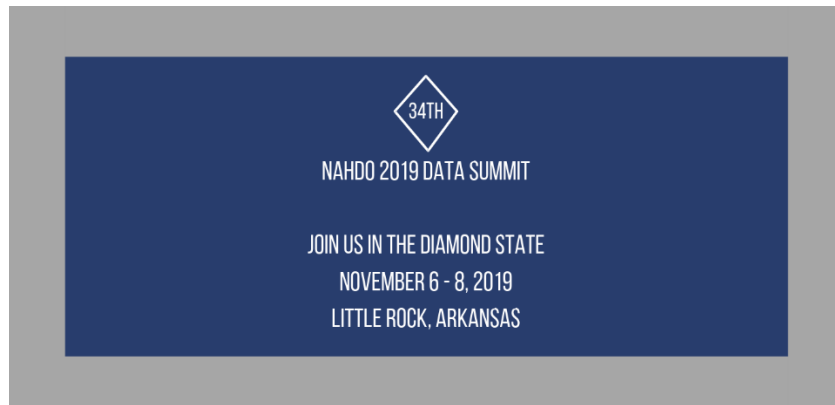 34TH
NAHDO 2019 DATA SUMMIT
JOIN US IN THE DIAMOND STATE
NOVEMBER 6 - 8, 2019
LITTLE ROCK, ARKANSAS